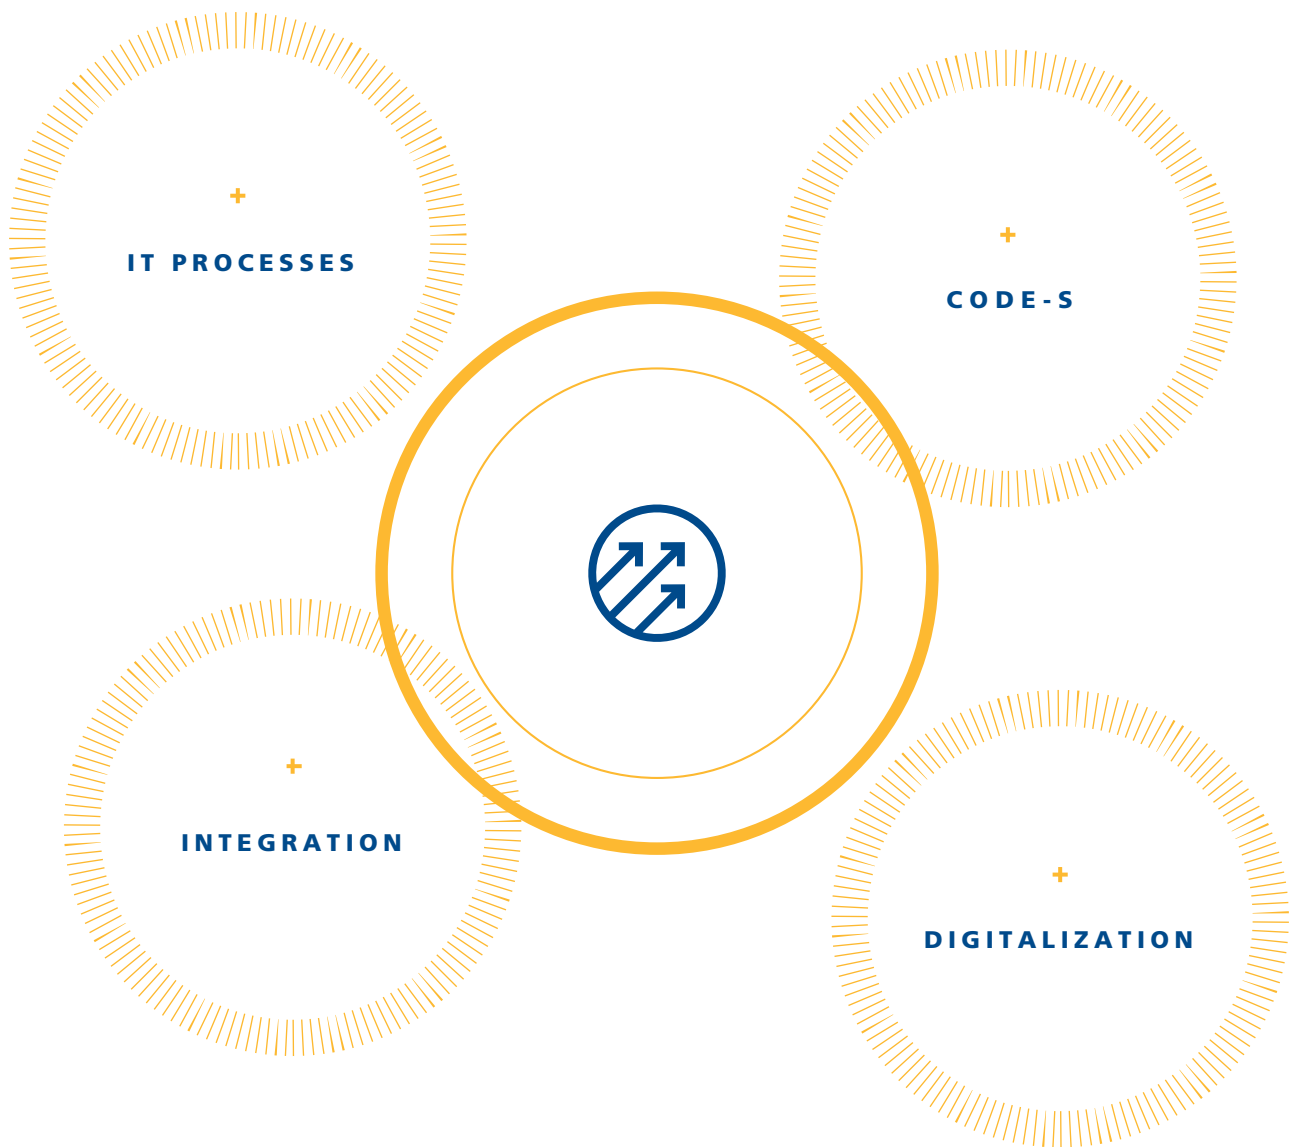 +
IT PROCESSES
+
CODE-S
+
INTEGRATION
+
DIGITALIZATION